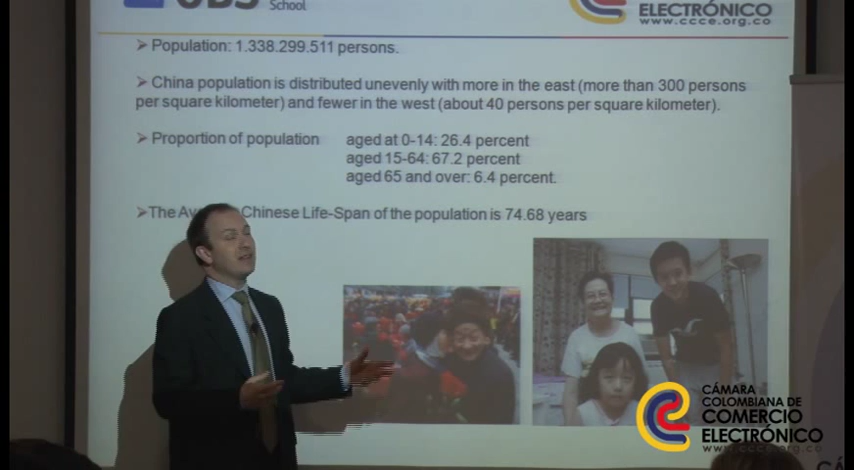 School
ELECTRÓNICO
www.ccce.org.co
➢ Population: 1.338.299.511 persons.
➢ China population is distributed unevenly with more in the east (more than 300 persons
per square kilometer) and fewer in the west (about 40 persons per square kilometer).
➢ Proportion of population aged at 0-14: 26.4 percent
aged 15-64: 67.2 percent
aged 65 and over: 6.4 percent.
➢The Chinese Life-Span of the population is 74.68 years
CÁMARA
COLOMBIANA DE
COMERCIO
ELECTRÓNICO
www.ccce.org.co